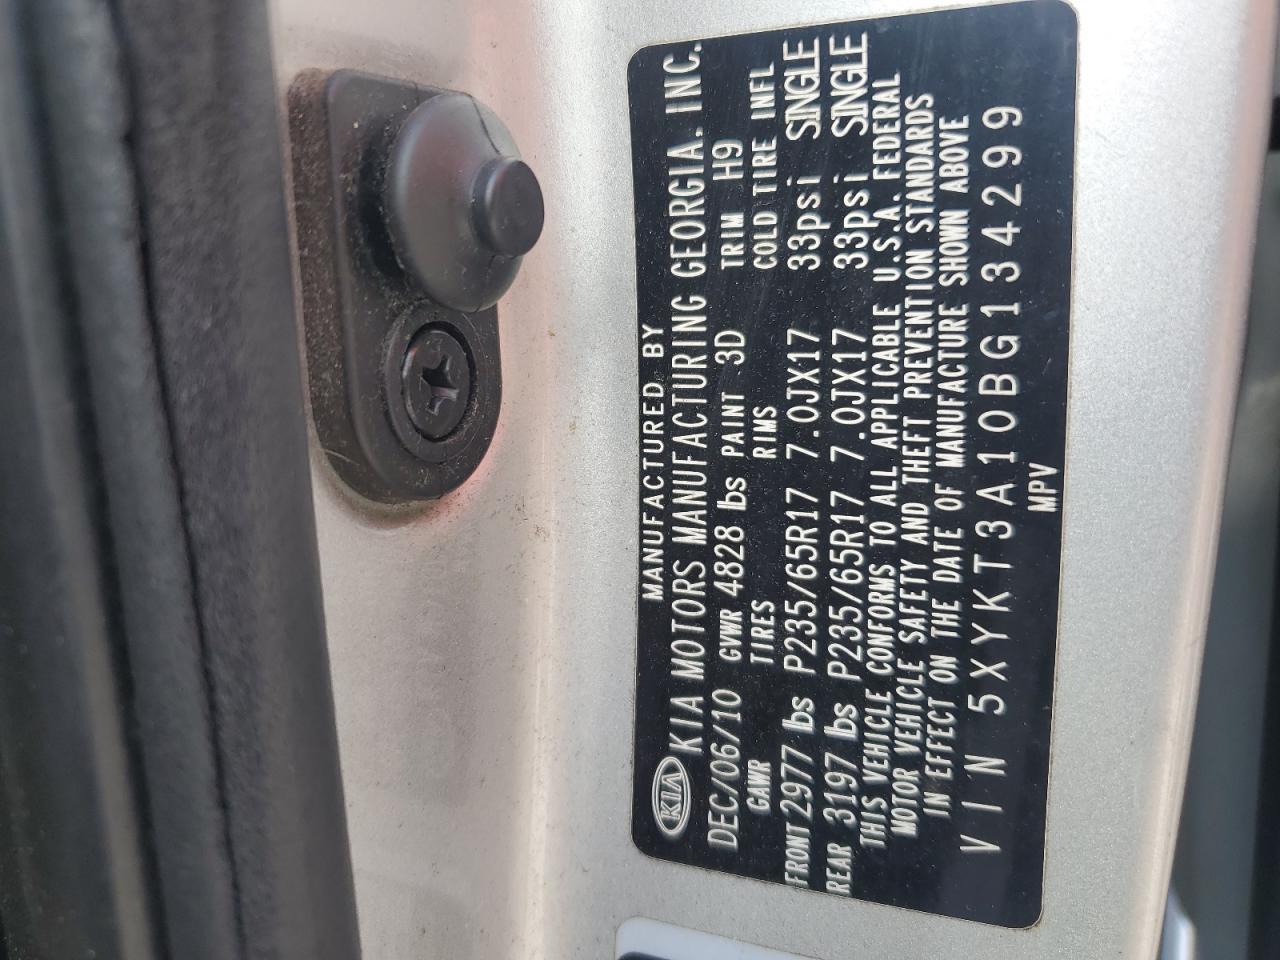 MANUFACTURED BY
KIA KIA MOTORS MANUFACTURING GEORGIA, INC.
DEC/06/10 GVWR 4828 lbs PAINT 3D TRIM H9
GAWR TIRES RIMS COLD TIRE INFL
FRONT 2977 lbs P235/65R17 7.0JX17 33psi SINGLE
REAR 3197 lbs P235/65R17 7.0JX17 33psi SINGLE
THIS VEHICLE CONFORMS TO ALL APPLICABLE U.S.A. FEDERAL
MOTOR VEHICLE SAFETY AND THEFT PREVENTION STANDARDS
IN EFFECT ON THE DATE OF MANUFACTURE SHOWN ABOVE
VIN 5XYKT3A10BG134299
MPV